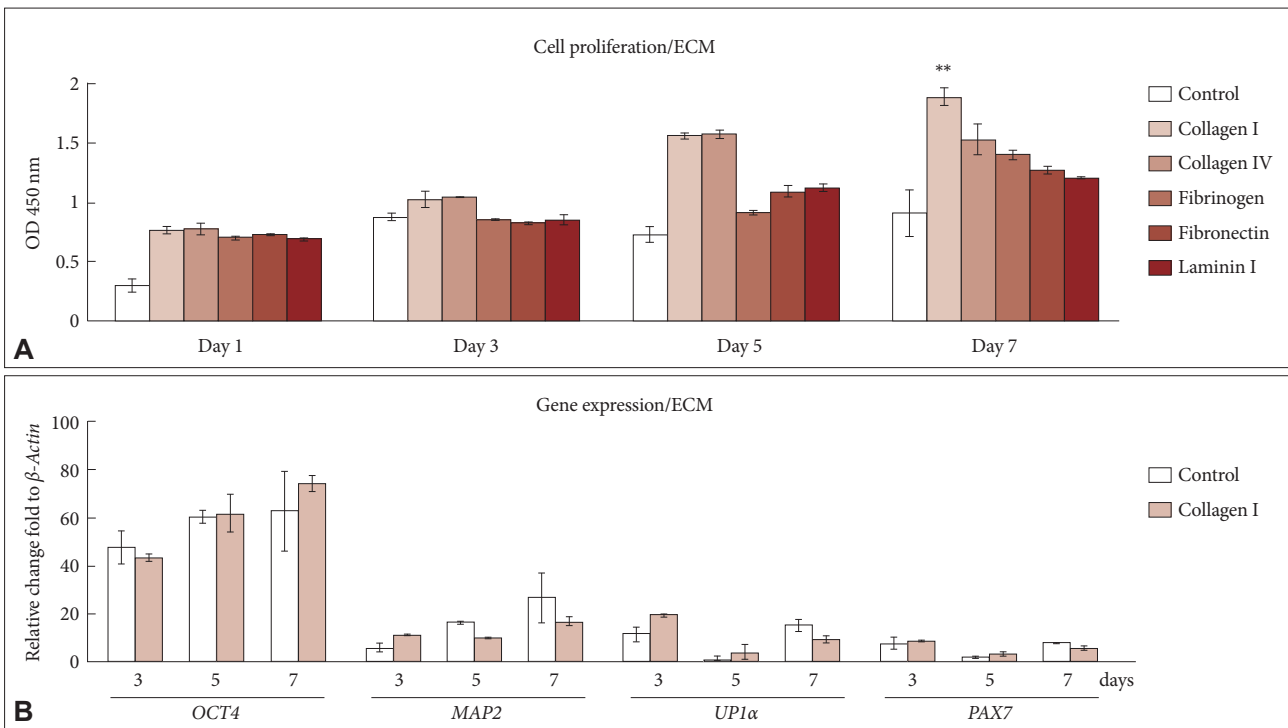 Cell proliferation/ECM
**
2
1.5
1
0.5
0
OD 450 nm
Control
Collagen I
Collagen IV
Fibrinogen
Fibronectin
Laminin I
Day 1 Day 3 Day 5 Day 7
A
Gene expression/ECM
100
80
60
40
20
0
Relative change fold to β-Actin
Control
Collagen I
3 5 7 3 5 7 3 5 7 3 5 7 days
OCT4 MAP2 UP1α PAX7
B